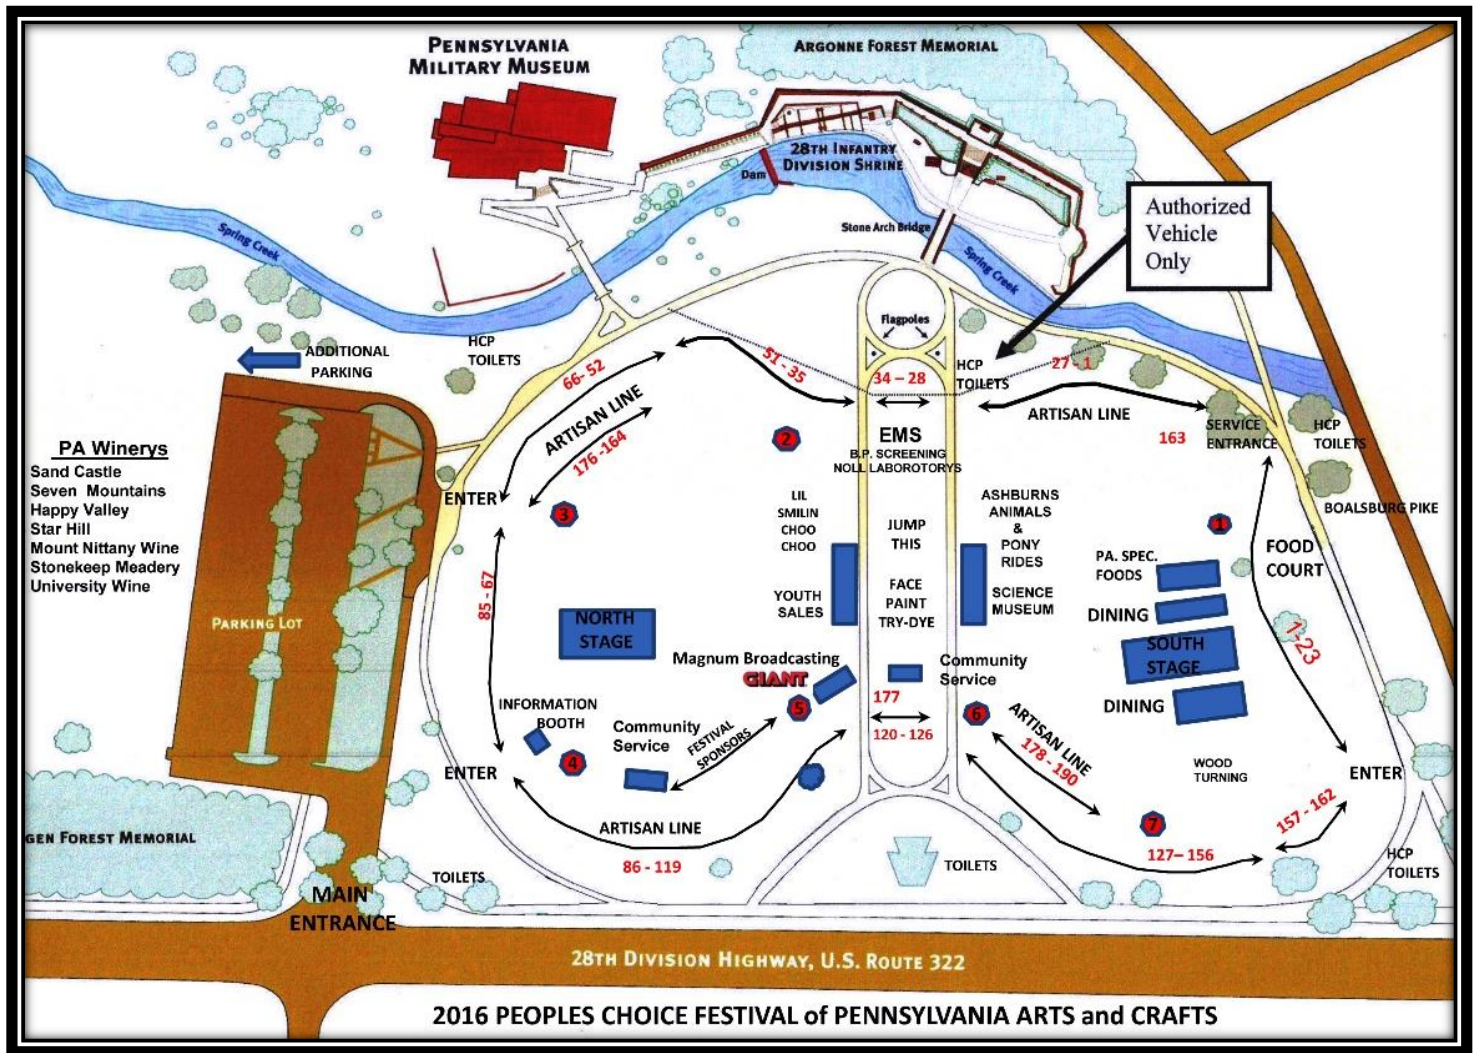 PENNSYLVANIA
MILITARY MUSEUM
ARGONNE FOREST MEMORIAL
28TH INFANTRY
DIVISION SHRINE
Dam
Stone Arch Bridge
Authorized
Vehicle
Only
Spring Creek
Spring Creek
Flagpoles
ADDITIONAL
PARKING
HCP
TOILETS
66- 52
51 - 35
34 – 28
HCP
TOILETS
27 - 1
ARTISAN LINE
176 -164
ARTISAN LINE
163
SERVICE
ENTRANCE
HCP
TOILETS
2
EMS
B.P. SCREENING
NOLL LABOROTORYS
PA Winerys
Sand Castle
Seven Mountains
Happy Valley
Star Hill
Mount Nittany Wine
Stonekeep Meadery
University Wine
ENTER
3
LIL
SMILIN
CHOO
CHOO
JUMP
THIS
ASHBURNS
ANIMALS
&
PONY
RIDES
1
BOALSBURG PIKE
FOOD
COURT
PA. SPEC.
FOODS
85 - 67
YOUTH
SALES
FACE
PAINT
TRY-DYE
SCIENCE
MUSEUM
DINING
PARKING LOT
NORTH
STAGE
SOUTH
STAGE
1-23
Magnum Broadcasting
GIANT
Community
Service
DINING
177
5
6
INFORMATION
BOOTH
Community
Service
FESTIVAL
SPONSORS
120 - 126
ARTISAN LINE
178 - 190
4
ENTER
WOOD
TURNING
ENTER
157 - 162
7
ARTISAN LINE
86 - 119
127– 156
GEN FOREST MEMORIAL
TOILETS
TOILETS
HCP
TOILETS
MAIN
ENTRANCE
28TH DIVISION HIGHWAY, U.S. ROUTE 322
2016 PEOPLES CHOICE FESTIVAL of PENNSYLVANIA ARTS and CRAFTS